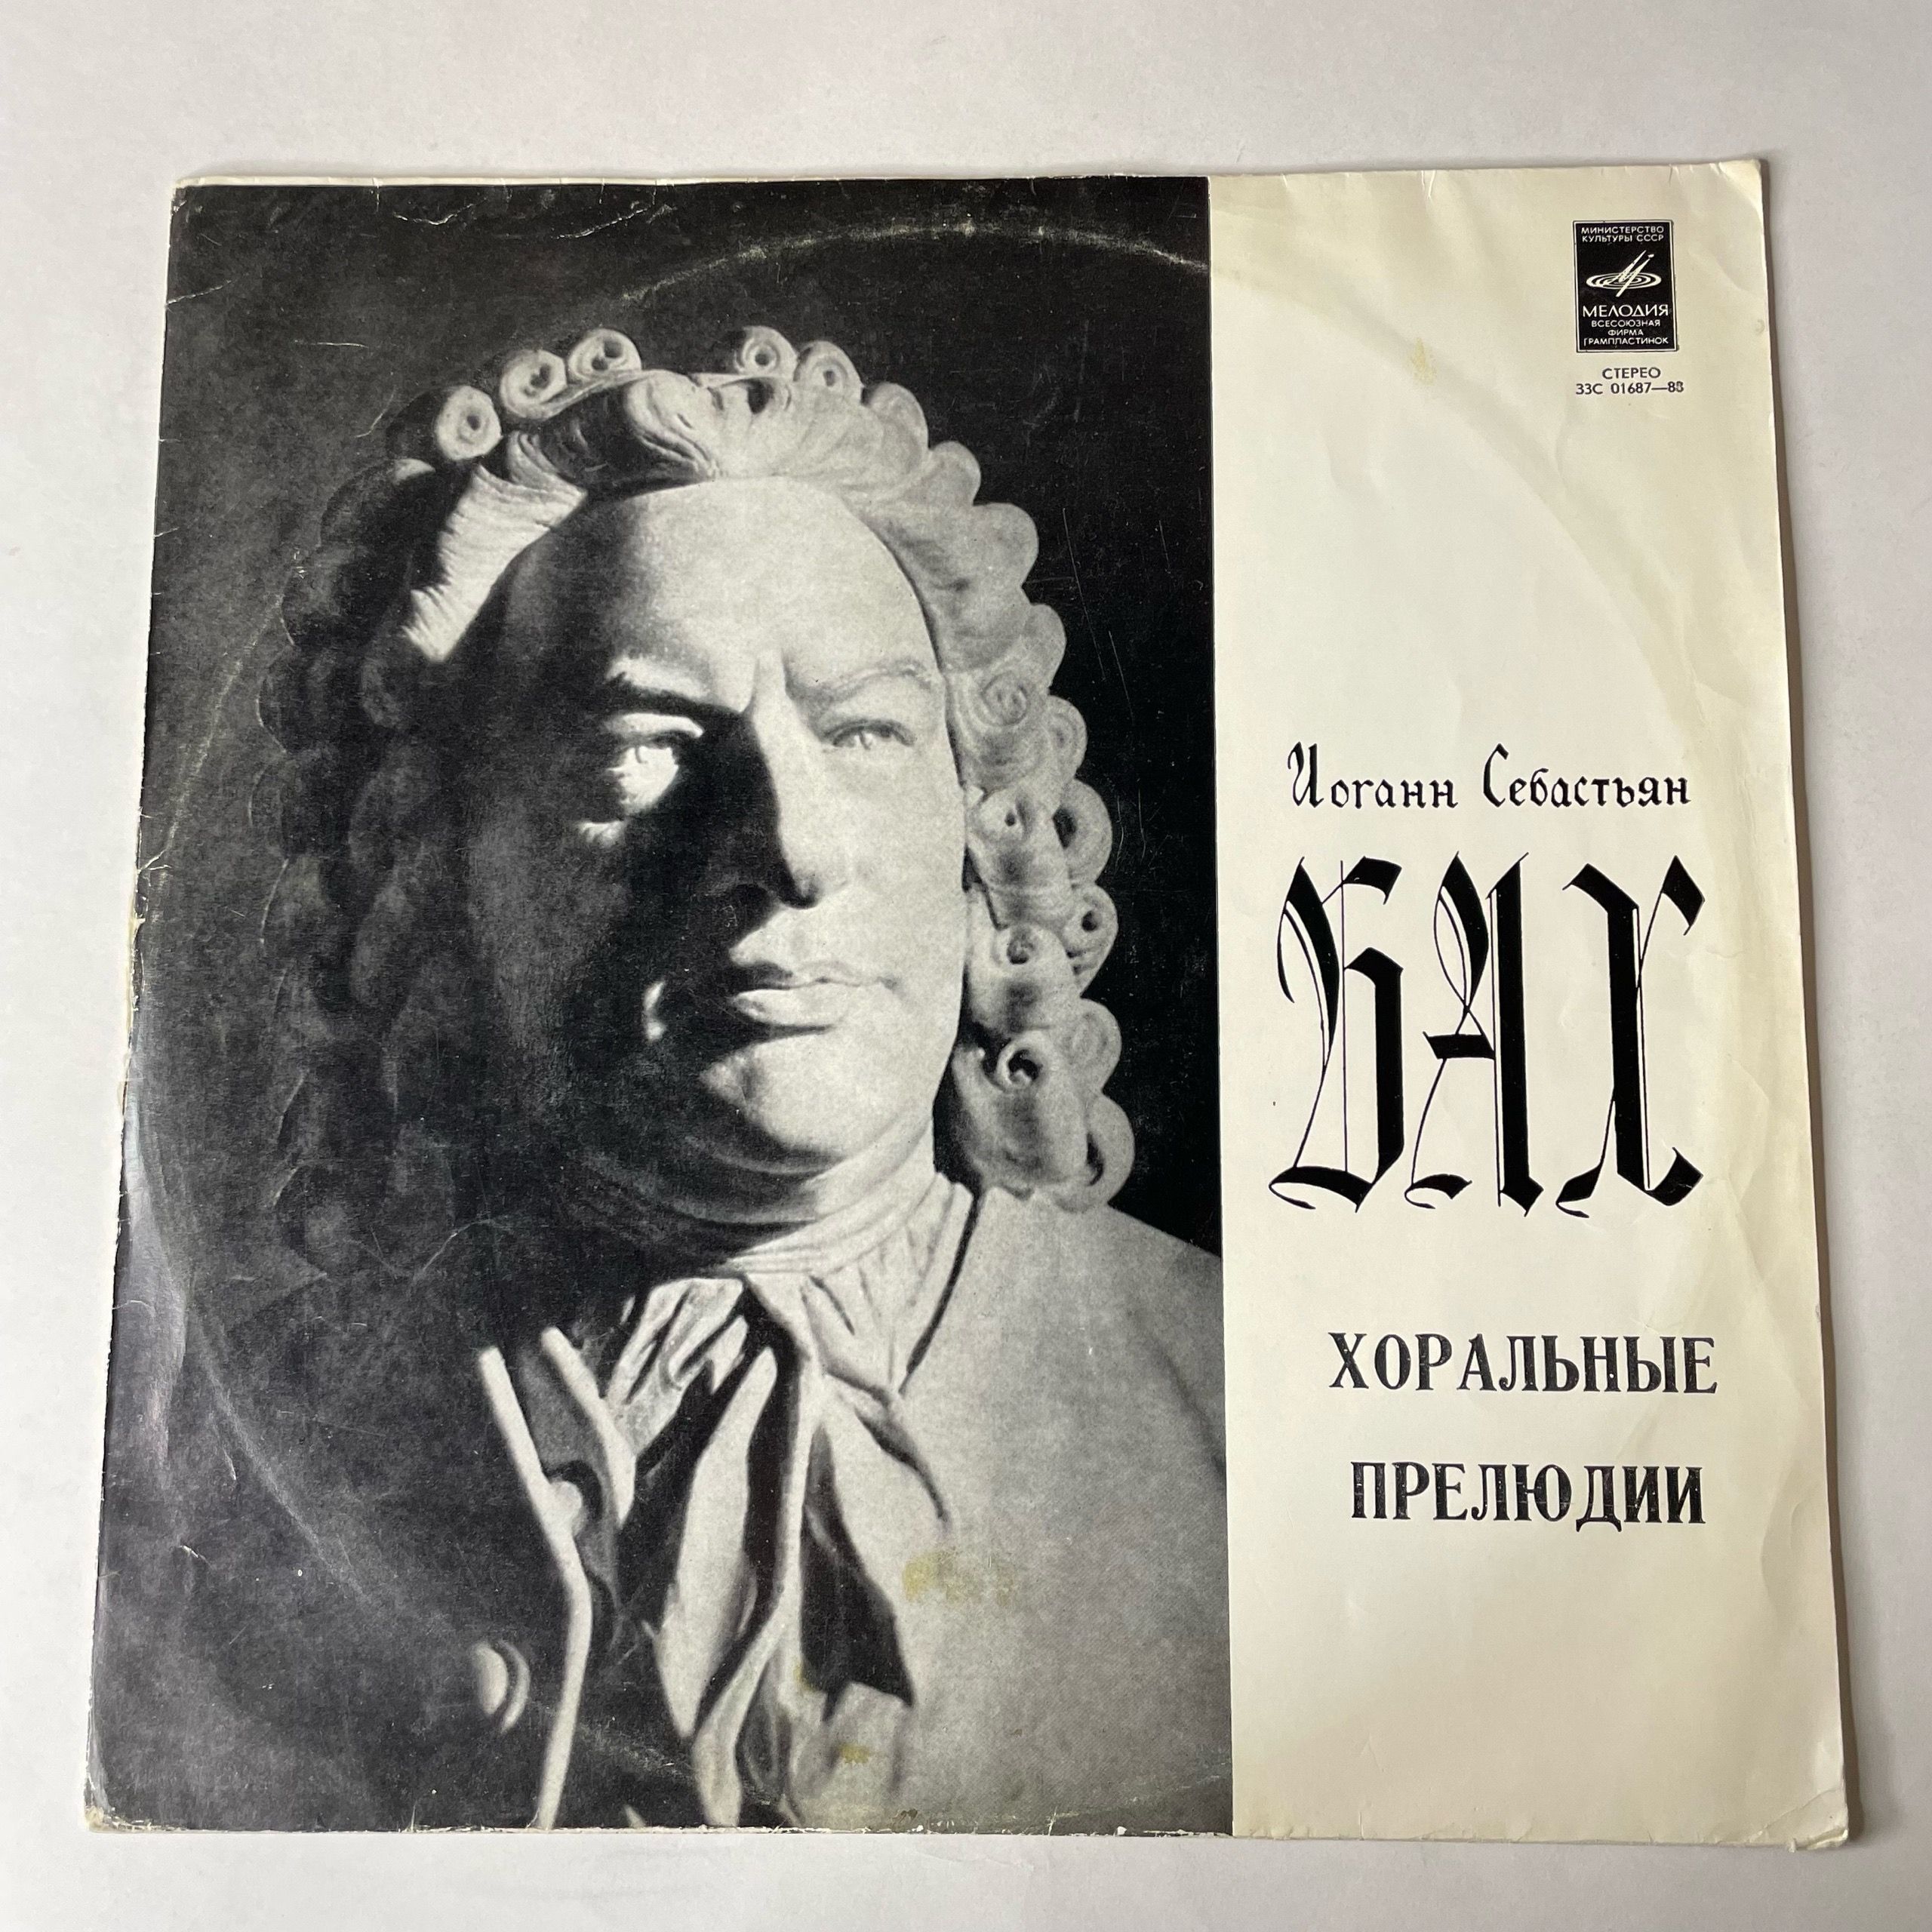 МИНИСТЕРСТВО
КУЛЬТУРЫ СССР
МЕЛОДИЯ
ВСЕСОЮЗНАЯ
ФИРМА
ГРАМПЛАСТИНОК
СТЕРЕО
33С 01687—88
Иоганн Себастьян
БАХ
ХОРАЛЬНЫЕ
ПРЕЛЮДИИ